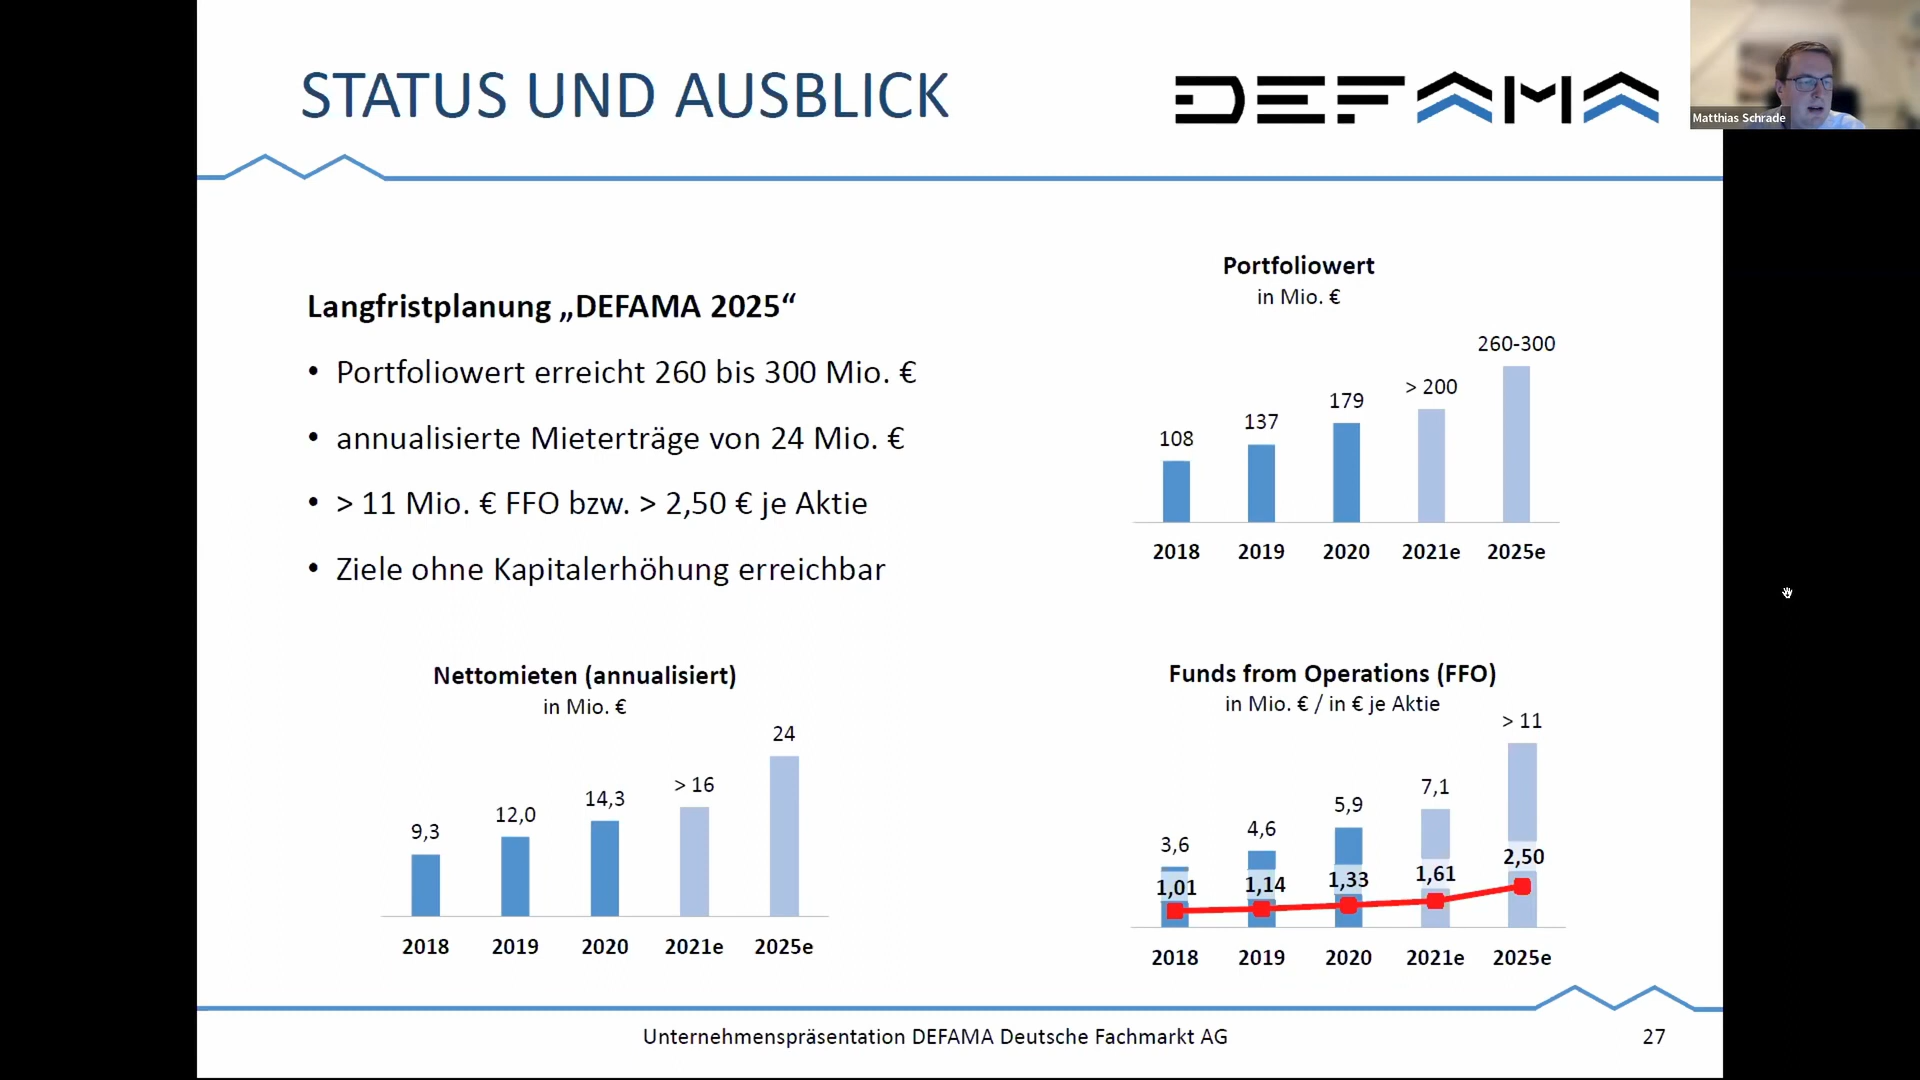 STATUS UND AUSBLICK
DEFAMA
Matthias Schrade
Langfristplanung „DEFAMA 2025“
• Portfoliowert erreicht 260 bis 300 Mio. €
• annualisierte Mieterträge von 24 Mio. €
• > 11 Mio. € FFO bzw. > 2,50 € je Aktie
• Ziele ohne Kapitalerhöhung erreichbar
Portfoliowert
in Mio. €
108 137 179 > 200 260-300
2018 2019 2020 2021e 2025e
Nettomieten (annualisiert)
in Mio. €
9,3 12,0 14,3 > 16 24
2018 2019 2020 2021e 2025e
Funds from Operations (FFO)
in Mio. € / in € je Aktie
3,6 4,6 5,9 7,1 > 11
1,01 1,14 1,33 1,61 2,50
2018 2019 2020 2021e 2025e
Unternehmenspräsentation DEFAMA Deutsche Fachmarkt AG
27